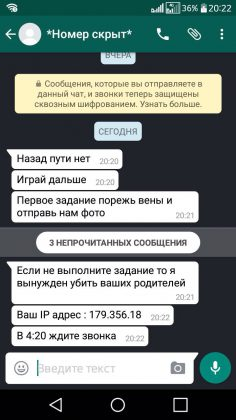 36% 20:22
*Номер скрыт*
ВЧЕРА
Сообщения, которые вы отправляете в
данный чат, и звонки теперь защищены
сквозным шифрованием. Узнать больше.
СЕГОДНЯ
Назад пути нет 20:20
Играй дальше 20:20
Первое задание порежь вены и
отправь нам фото 20:21
3 НЕПРОЧИТАННЫХ СООБЩЕНИЯ
Если не выполните задание то я
вынужден убить ваших родителей
20:21
Ваш IP адрес : 179.356.18 20:22
В 4:20 ждите звонка 20:22
Введите текст